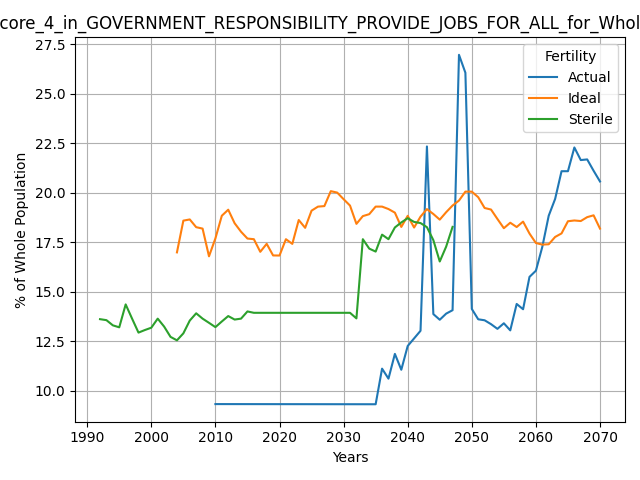 core_4_in_GOVERNMENT_RESPONSIBILITY_PROVIDE_JOBS_FOR_ALL_for_Whol
27.5
25.0
22.5
20.0
17.5
15.0
12.5
10.0
% of Whole Population
Fertility
Actual
Ideal
Sterile
1990 2000 2010 2020 2030 2040 2050 2060 2070
Years